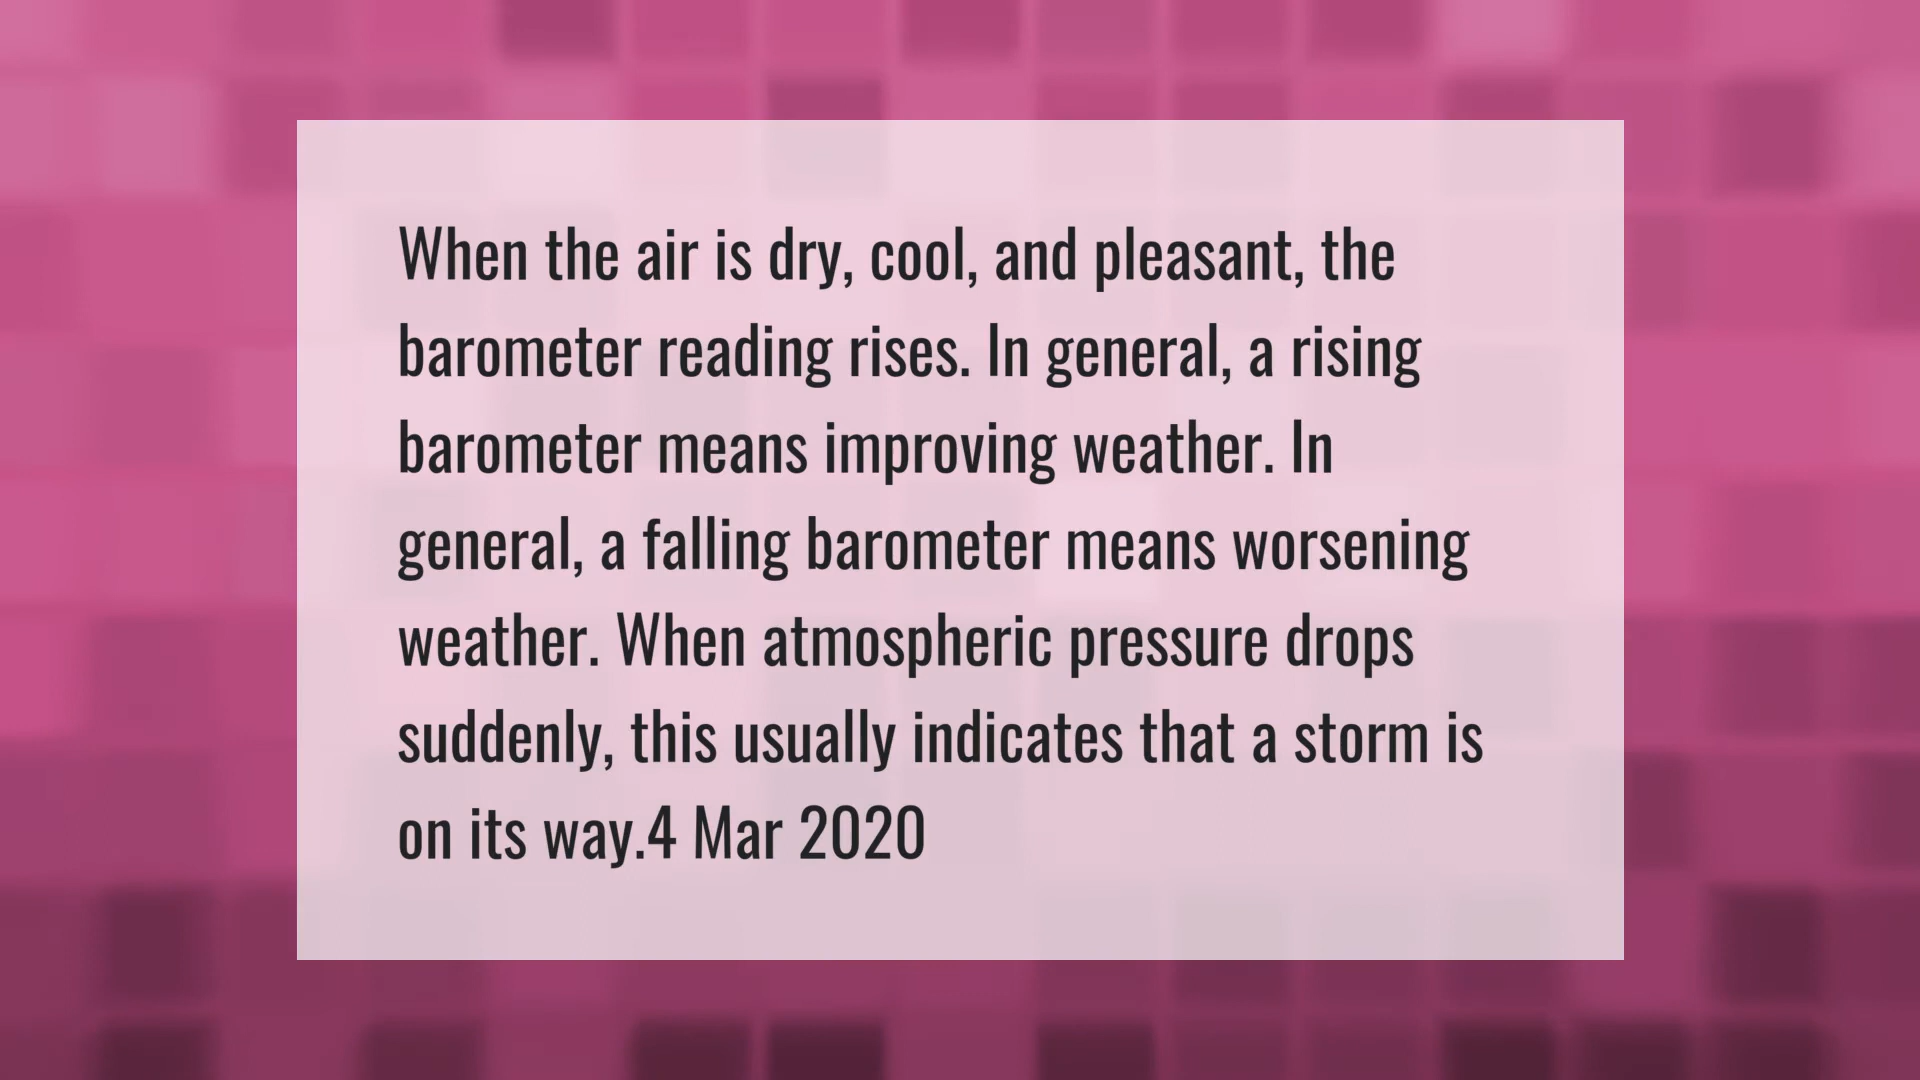 When the air is dry, cool, and pleasant, the
barometer reading rises. In general, a rising
barometer means improving weather. In
general, a falling barometer means worsening
weather. When atmospheric pressure drops
suddenly, this usually indicates that a storm is
on its way.4 Mar 2020